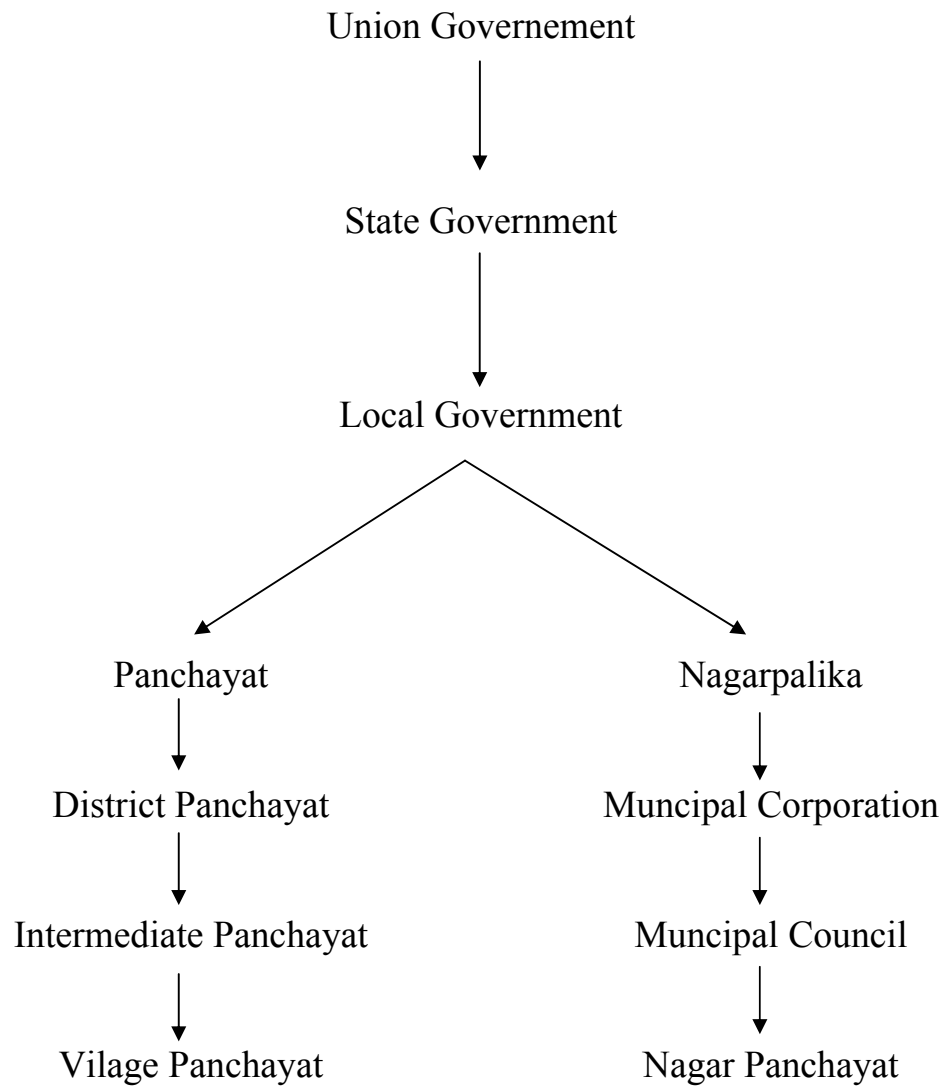 Union Governement
State Government
Local Government
Panchayat
Nagarpalika
District Panchayat
Muncipal Corporation
Intermediate Panchayat
Muncipal Council
Vilage Panchayat
Nagar Panchayat